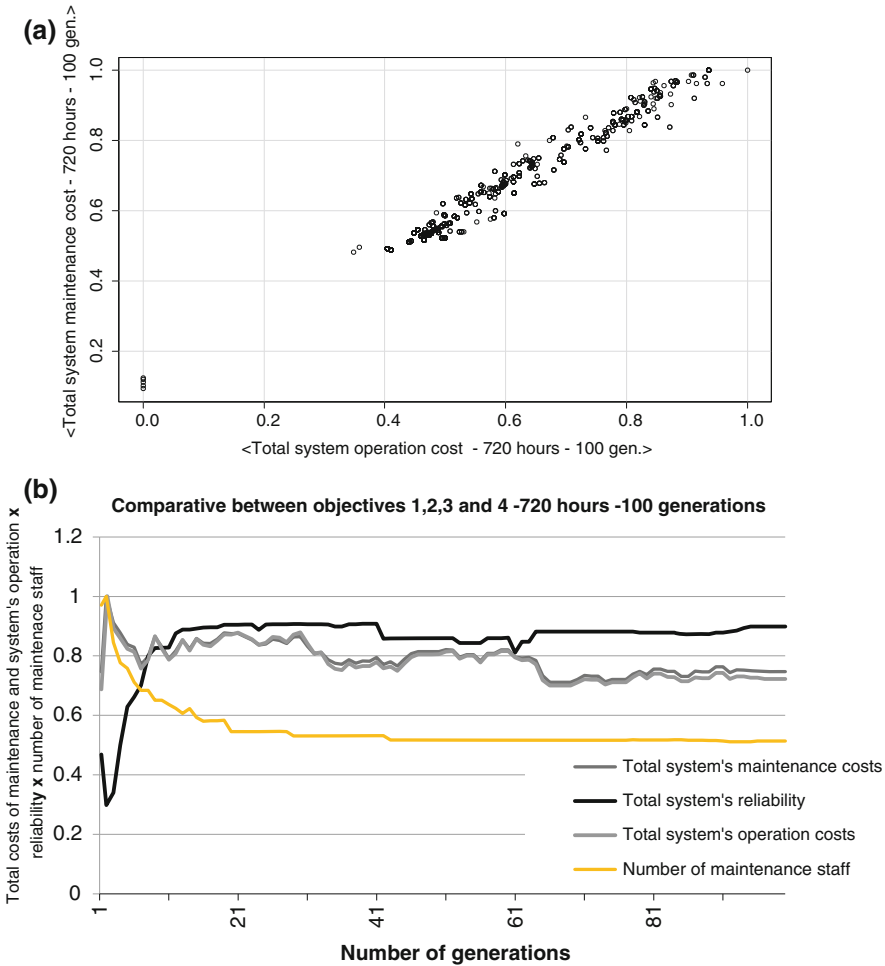 (a)
<Total system maintenance cost - 720 hours - 100 gen.>
1.0
0.8
0.6
0.4
0.2
0.0
0.2
0.4
0.6
0.8
1.0
<Total system operation cost - 720 hours - 100 gen.>
(b)
Comparative between objectives 1,2,3 and 4 -720 hours -100 generations
Total costs of maintenance and system's operation x
reliability x number of maintenace staff
1.2
1
0.8
0.6
0.4
0.2
0
Total system's maintenance costs
Total system's reliability
Total system's operation costs
Number of maintenance staff
1
21
41
61
81
Number of generations